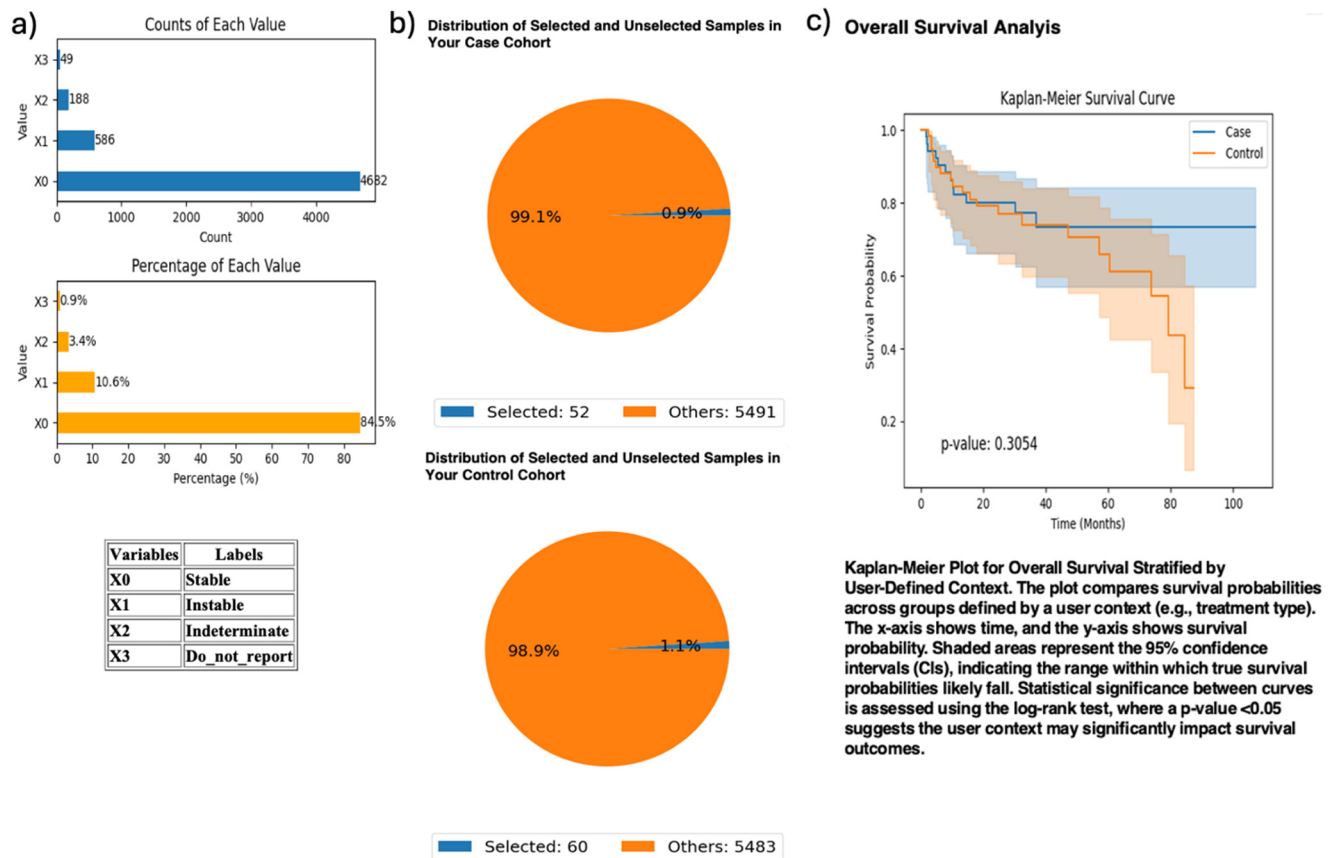 a)
Counts of Each Value
Value
X3
49
X2
188
X1
586
X0
4682
0 1000 2000 3000 4000
Count
Percentage of Each Value
Value
X3
0.9%
X2
3.4%
X1
10.6%
X0
84.5%
0 10 20 30 40 50 60 70 80
Percentage (%)
Variables Labels
X0 Stable
X1 Instable
X2 Indeterminate
X3 Do_not_report
b)
Distribution of Selected and Unselected Samples in
Your Case Cohort
99.1% 0.9%
Selected: 52 Others: 5491
Distribution of Selected and Unselected Samples in
Your Control Cohort
98.9% 1.1%
Selected: 60 Others: 5483
c)
Overall Survival Analyis
Kaplan-Meier Survival Curve
Case
Control
Survival Probability
1.0
0.8
0.6
0.4
0.2
p-value: 0.3054
0 20 40 60 80 100
Time (Months)
Kaplan-Meier Plot for Overall Survival Stratified by
User-Defined Context. The plot compares survival probabilities
across groups defined by a user context (e.g., treatment type).
The x-axis shows time, and the y-axis shows survival
probability. Shaded areas represent the 95% confidence
intervals (CIs), indicating the range within which true survival
probabilities likely fall. Statistical significance between curves
is assessed using the log-rank test, where a p-value <0.05
suggests the user context may significantly impact survival
outcomes.